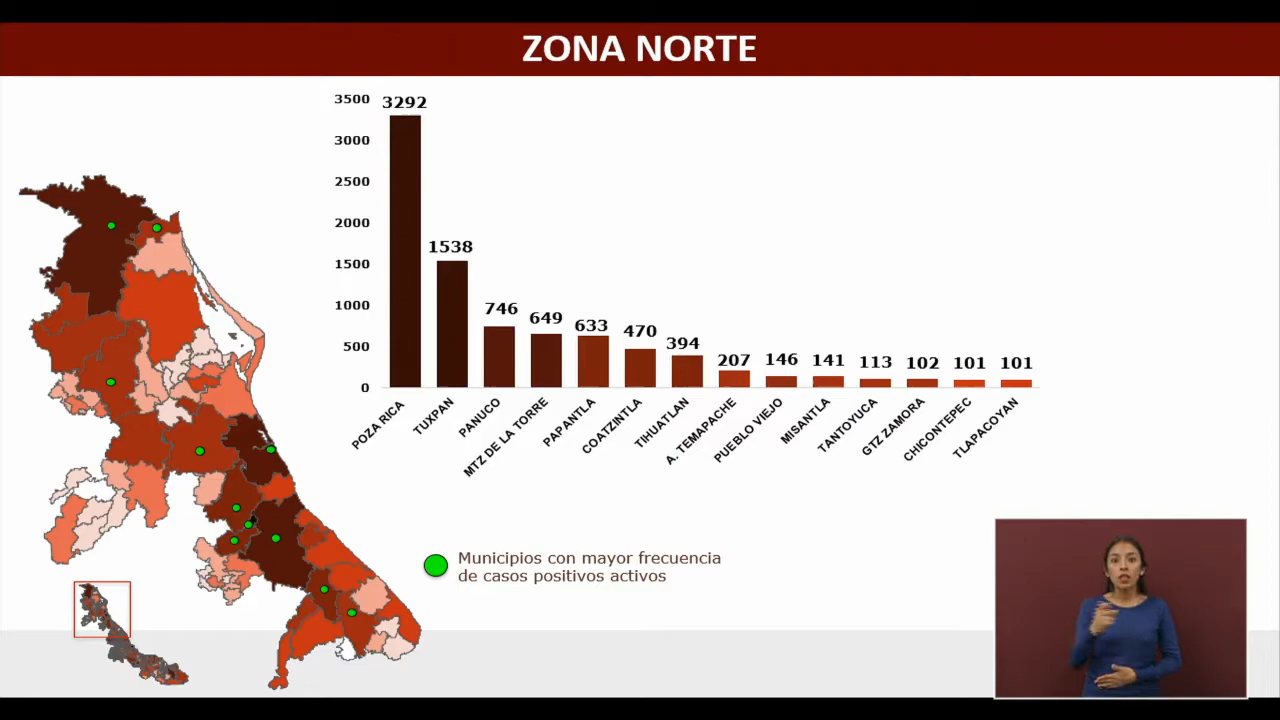 ZONA NORTE
3500
3000
2500
2000
1500
1000
500
0
3292
1538
746
649
633
470
394
207
146
141
113
102
101
101
POZA RICA
TUXPAN
PANUCO
MTZ DE LA TORRE
PAPANTLA
COATZINTLA
TIHUATLAN
A. TEMAPACHE
PUEBLO VIEJO
MISANTLA
TANTOYUCA
GTZ ZAMORA
CHICONTEPEC
TLAPACOYAN
Municipios con mayor frecuencia
de casos positivos activos